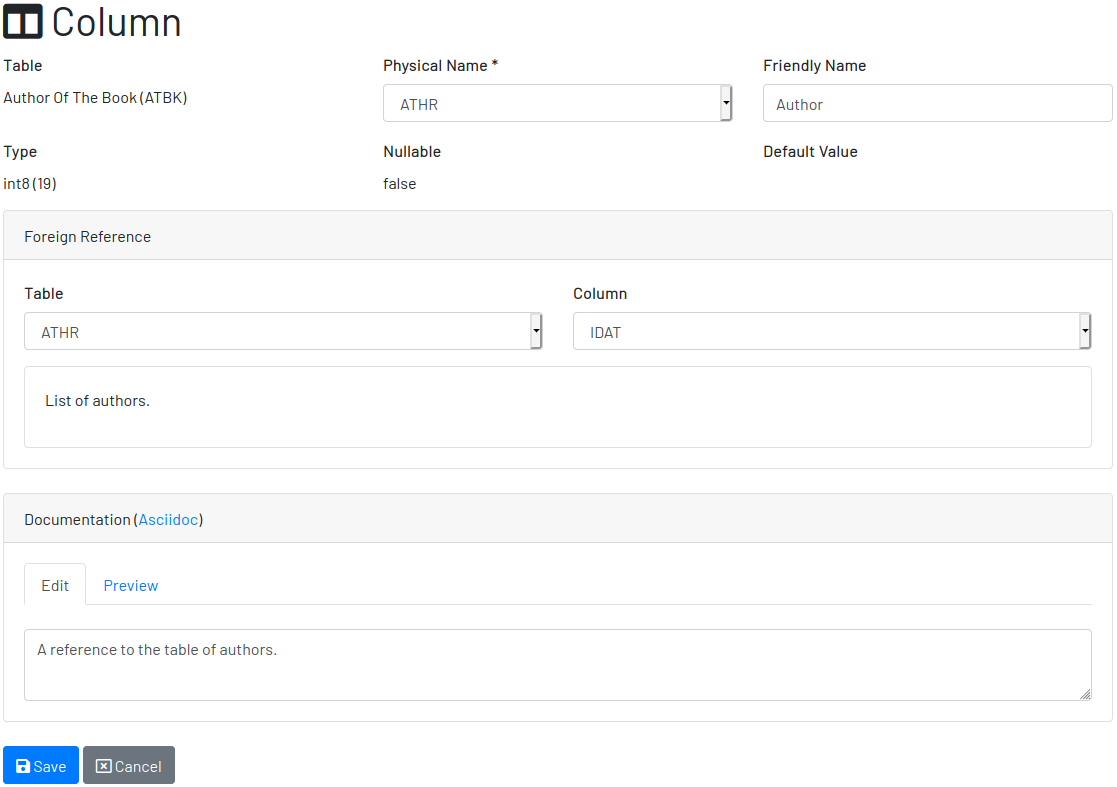 Column
Table
Physical Name *
Friendly Name
Author Of The Book (ATBK)
ATHR
Author
Type
Nullable
Default Value
int8 (19)
false
Foreign Reference
Table
Column
ATHR
IDAT
List of authors.
Documentation (Asciidoc)
Edit
Preview
A reference to the table of authors.
Save
Cancel